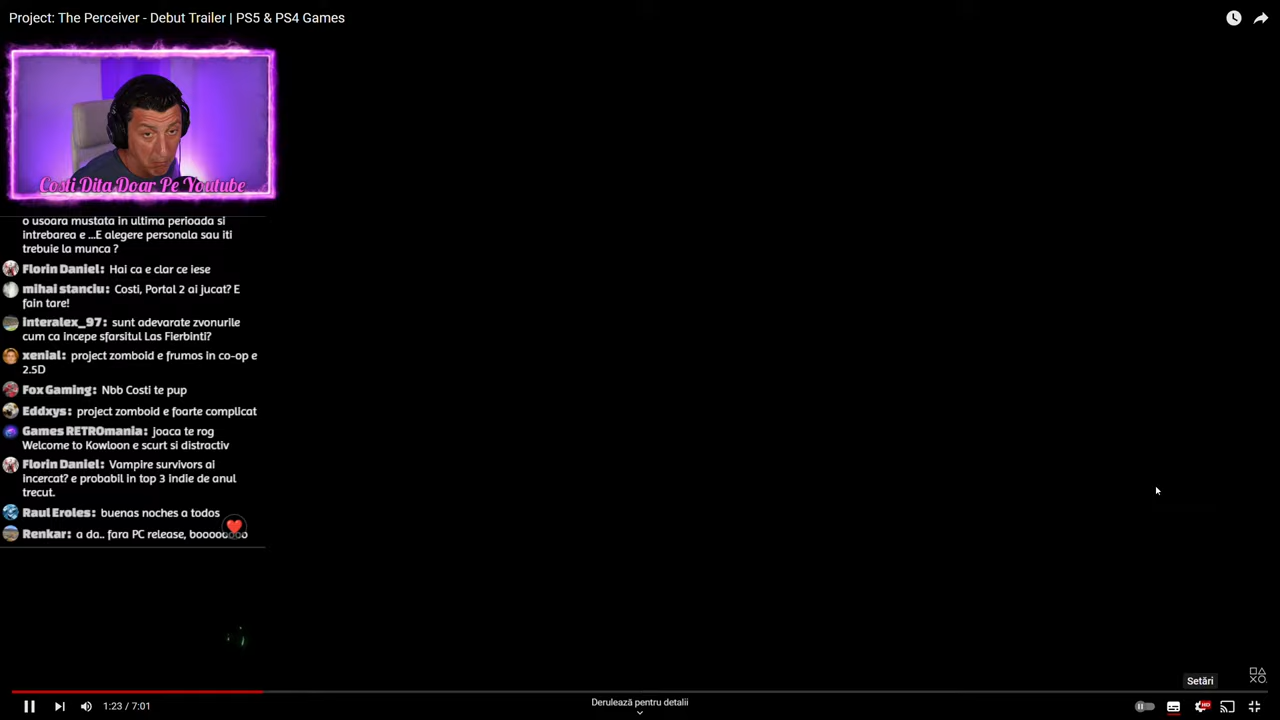 Project: The Perceiver - Debut Trailer | PS5 & PS4 Games
Costi Dita Doar Pe Youtube
o usoara mustata in ultima perioada si
intrebarea e ...E alegere personala sau iti
trebuie la munca ?
Florin Daniel: Hai ca e clar ce iese
mihai stanciu: Costi, Portal 2 ai jucat? E
fain tare!
interalex_97: sunt adevarate zvonurile
cum ca incepe sfarsitul Las Fierbinti?
xenial: project zomboid e frumos in co-op e
2.5D
Fox Gaming: Nbb Costi te pup
Eddxys: project zomboid e foarte complicat
Games RETROmania: joaca te rog
Welcome to Kowloon e scurt si distractiv
Florin Daniel: Vampire survivors ai
incercat? e probabil in top 3 indie de anul
trecut.
Raul Eroles: buenas noches a todos
Renkar: a da.. fara PC release,
Setări
1:23 / 7:01
Derulează pentru detalii
HD